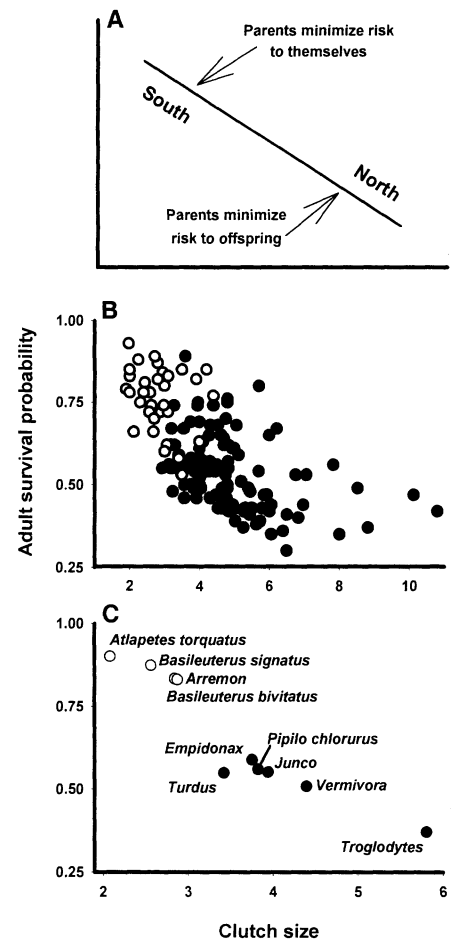 A
Parents minimize risk
to themselves
South
North
Parents minimize
risk to offspring
B
Adult survival probability
1.00
0.75
0.50
0.25
2 4 6 8 10
C
1.00
0.75
0.50
0.25
Atlapetes torquatus
Basileuterus signatus
Arremon
Basileuterus bivitatus
Pipilo chlorurus
Empidonax
Junco
Turdus
Vermivora
Troglodytes
2 3 4 5 6
Clutch size